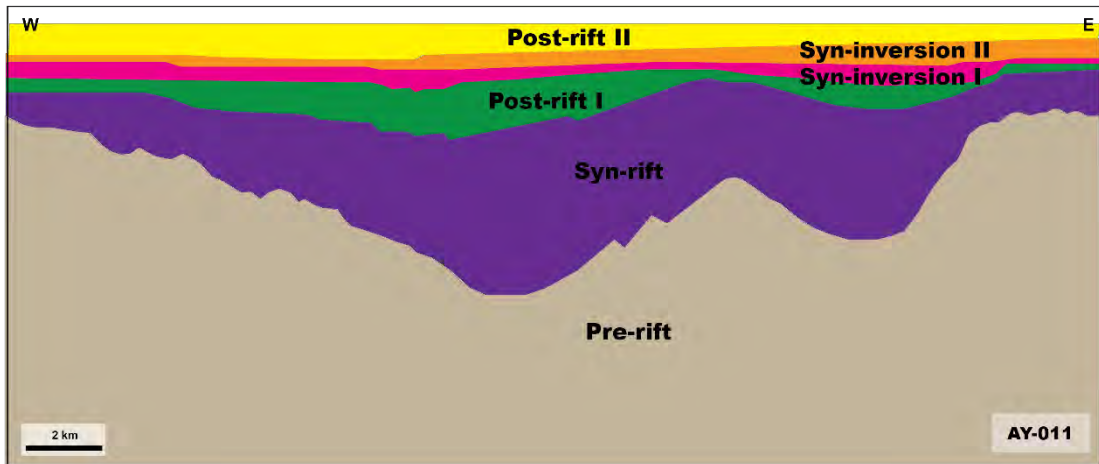 W
E
Post-rift II
Syn-inversion II
Syn-inversion I
Post-rift I
Syn-rift
Pre-rift
2 km
AY-011